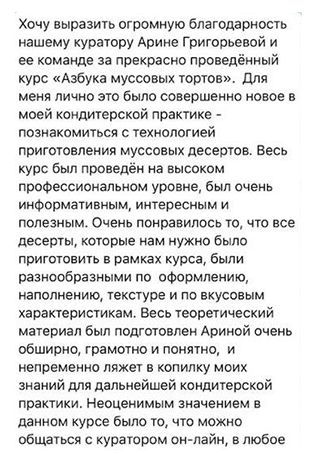 Хочу выразить огромную благодарность
нашему куратору Арине Григорьевой и
ее команде за прекрасно проведённый
курс «Азбука муссовых тортов».  Для
меня лично это было совершенно новое в
моей кондитерской практике -
познакомиться с технологией
приготовления муссовых десертов. Весь
курс был проведён на высоком
профессиональном уровне, был очень
информативным, интересным и
полезным. Очень понравилось то, что все
десерты, которые нам нужно было
приготовить в рамках курса, были
разнообразными по  оформлению,
наполнению, текстуре и по вкусовым
характеристикам. Весь теоретический
материал был подготовлен Ариной очень
обширно, грамотно и понятно,  и
непременно ляжет в копилку моих
знаний для дальнейшей кондитерской
практики. Неоценимым значением в
данном курсе было то, что можно
общаться с куратором он-лайн, в любое